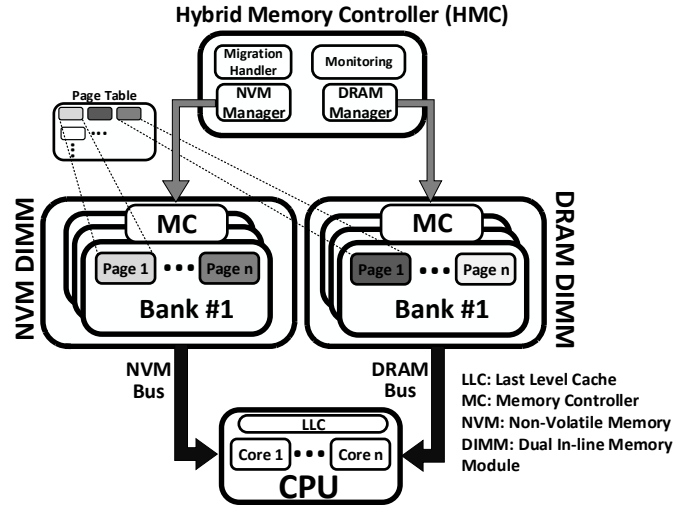 Hybrid Memory Controller (HMC)
Migration
Handler
Monitoring
NVM
Manager
DRAM
Manager
Page Table
NVM DIMM
MC
Page 1
Page n
Bank #1
DRAM DIMM
MC
Page 1
Page n
Bank #1
NVM
Bus
DRAM
Bus
LLC
Core 1
Core n
CPU
LLC: Last Level Cache
MC: Memory Controller
NVM: Non-Volatile Memory
DIMM: Dual In-line Memory
Module